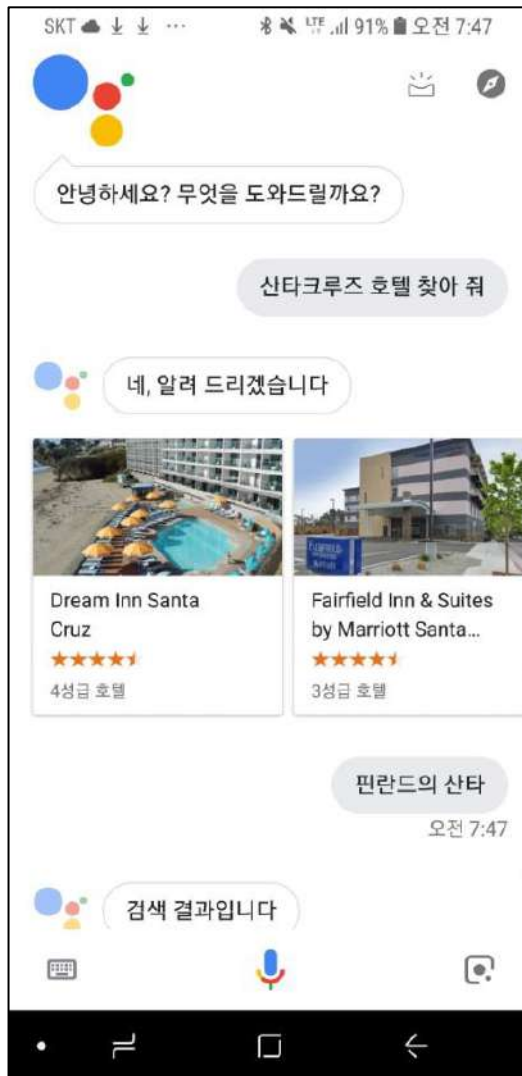 SKT ... LTE 91% 오전 7:47
안녕하세요? 무엇을 도와드릴까요?
산타크루즈 호텔 찾아 줘
네, 알려 드리겠습니다
Dream Inn Santa
Cruz
4성급 호텔
FAIRFIELD
Marriott
Fairfield Inn & Suites
by Marriott Santa...
3성급 호텔
핀란드의 산타
오전 7:47
검색 결과입니다